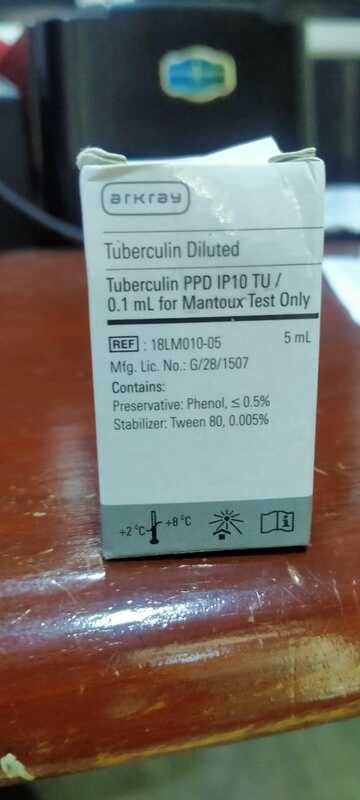 arkray
Tuberculin Diluted
Tuberculin PPD IP10 TU /
0.1 mL for Mantoux Test Only
REF : 18LM010-05 5 mL
Mfg. Lic. No.: G/28/1507
Contains:
Preservative: Phenol, ≤ 0.5%
Stabilizer: Tween 80, 0.005%
+2 °C +8 °C